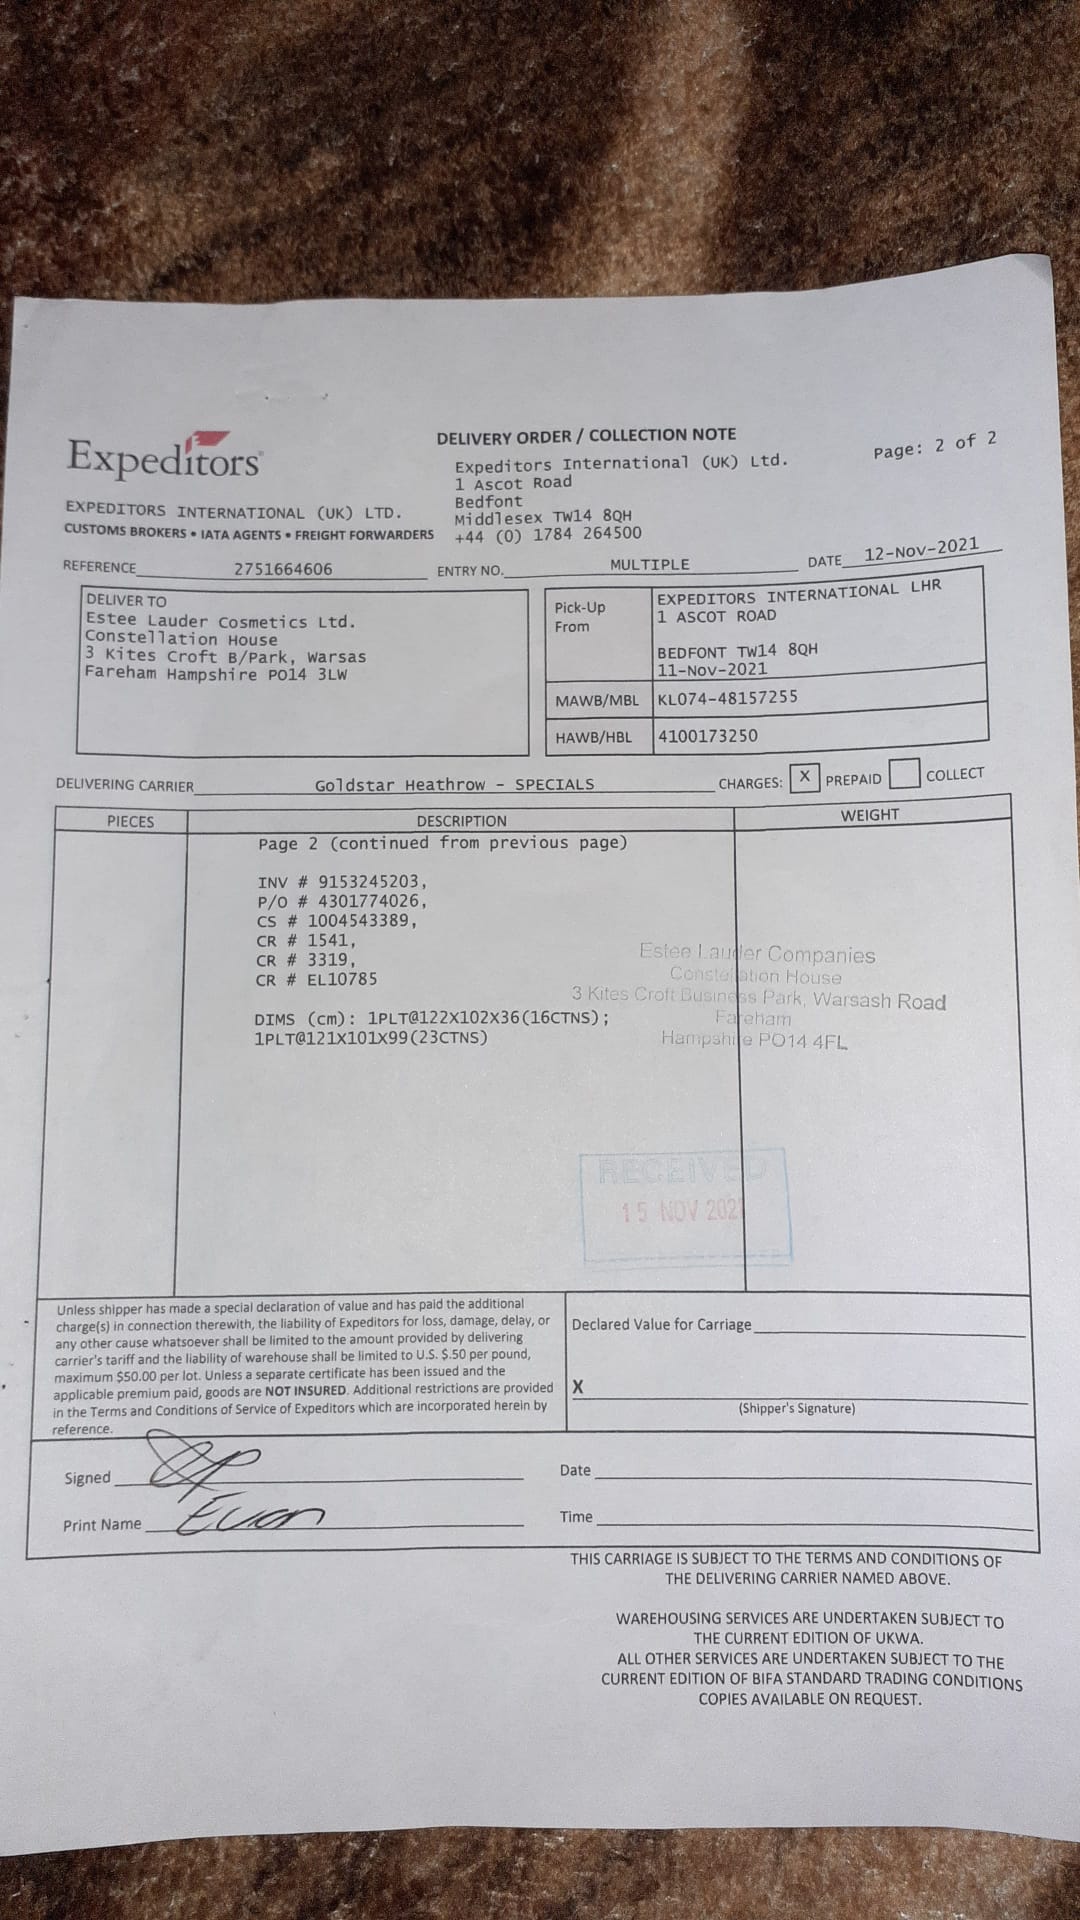 Expeditors
EXPEDITORS INTERNATIONAL (UK) LTD.
CUSTOMS BROKERS • IATA AGENTS • FREIGHT FORWARDERS
DELIVERY ORDER / COLLECTION NOTE
Expeditors International (UK) Ltd.
1 Ascot Road
Bedfont
Middlesex TW14 8QH
+44 (0) 1784 264500
Page: 2 of 2
REFERENCE 2751664606 ENTRY NO. MULTIPLE DATE 12-Nov-2021
DELIVER TO
Estee Lauder Cosmetics Ltd.
Constellation House
3 Kites Croft B/Park, Warsas
Fareham Hampshire PO14 3LW
Pick-Up From
EXPEDITORS INTERNATIONAL LHR
1 ASCOT ROAD
BEDFONT TW14 8QH
11-Nov-2021
MAWB/MBL KL074-48157255
HAWB/HBL 4100173250
DELIVERING CARRIER Goldstar Heathrow - SPECIALS CHARGES: X PREPAID COLLECT
PIECES DESCRIPTION WEIGHT
Page 2 (continued from previous page)
INV # 9153245203,
P/O # 4301774026,
CS # 1004543389,
CR # 1541,
CR # 3319,
CR # EL10785
DIMS (cm): 1PLT@122X102X36(16CTNS);
1PLT@121X101X99(23CTNS)
Estee Lauder Companies
Constellation House
3 Kites Croft Business Park, Warsash Road
Fareham
Hampshire PO14 4FL
RECEIVED
15 NOV 2021
Unless shipper has made a special declaration of value and has paid the additional
charge(s) in connection therewith, the liability of Expeditors for loss, damage, delay, or
any other cause whatsoever shall be limited to the amount provided by delivering
carrier's tariff and the liability of warehouse shall be limited to U.S. $.50 per pound,
maximum $50.00 per lot. Unless a separate certificate has been issued and the
applicable premium paid, goods are NOT INSURED. Additional restrictions are provided
in the Terms and Conditions of Service of Expeditors which are incorporated herein by
reference.
Declared Value for Carriage
X
(Shipper's Signature)
Signed
Date
Print Name Evan
Time
THIS CARRIAGE IS SUBJECT TO THE TERMS AND CONDITIONS OF
THE DELIVERING CARRIER NAMED ABOVE.
WAREHOUSING SERVICES ARE UNDERTAKEN SUBJECT TO
THE CURRENT EDITION OF UKWA.
ALL OTHER SERVICES ARE UNDERTAKEN SUBJECT TO THE
CURRENT EDITION OF BIFA STANDARD TRADING CONDITIONS
COPIES AVAILABLE ON REQUEST.